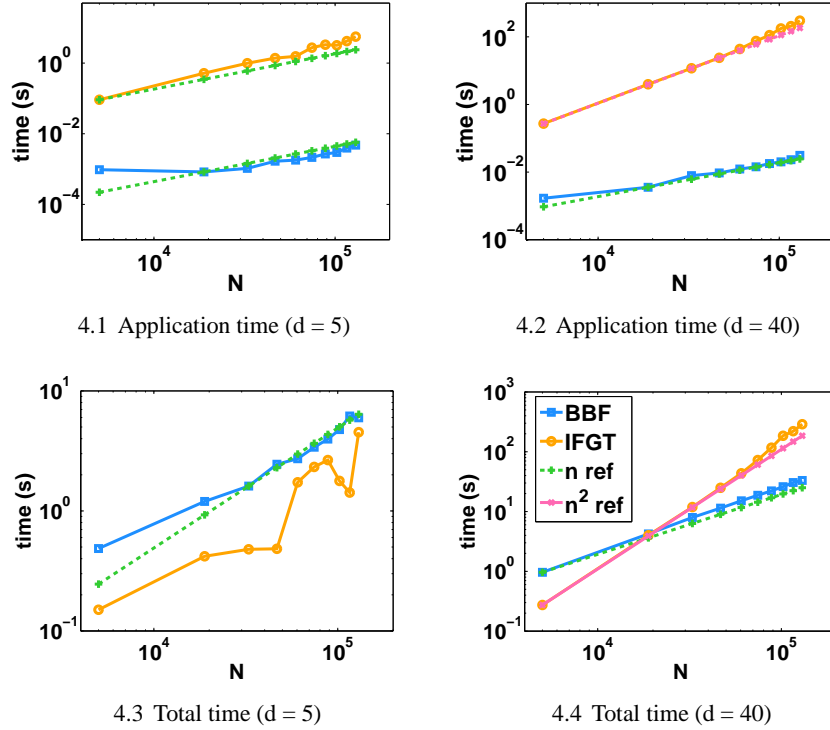 10^0
10^-2
10^-4
time (s)
10^4
10^5
N
4.1 Application time (d = 5)
10^2
10^0
10^-2
10^-4
time (s)
10^4
10^5
N
4.2 Application time (d = 40)
10^1
10^0
10^-1
time (s)
10^4
10^5
N
4.3 Total time (d = 5)
10^3
10^2
10^1
10^0
10^-1
time (s)
BBF
IFGT
n ref
n^2 ref
10^4
10^5
N
4.4 Total time (d = 40)